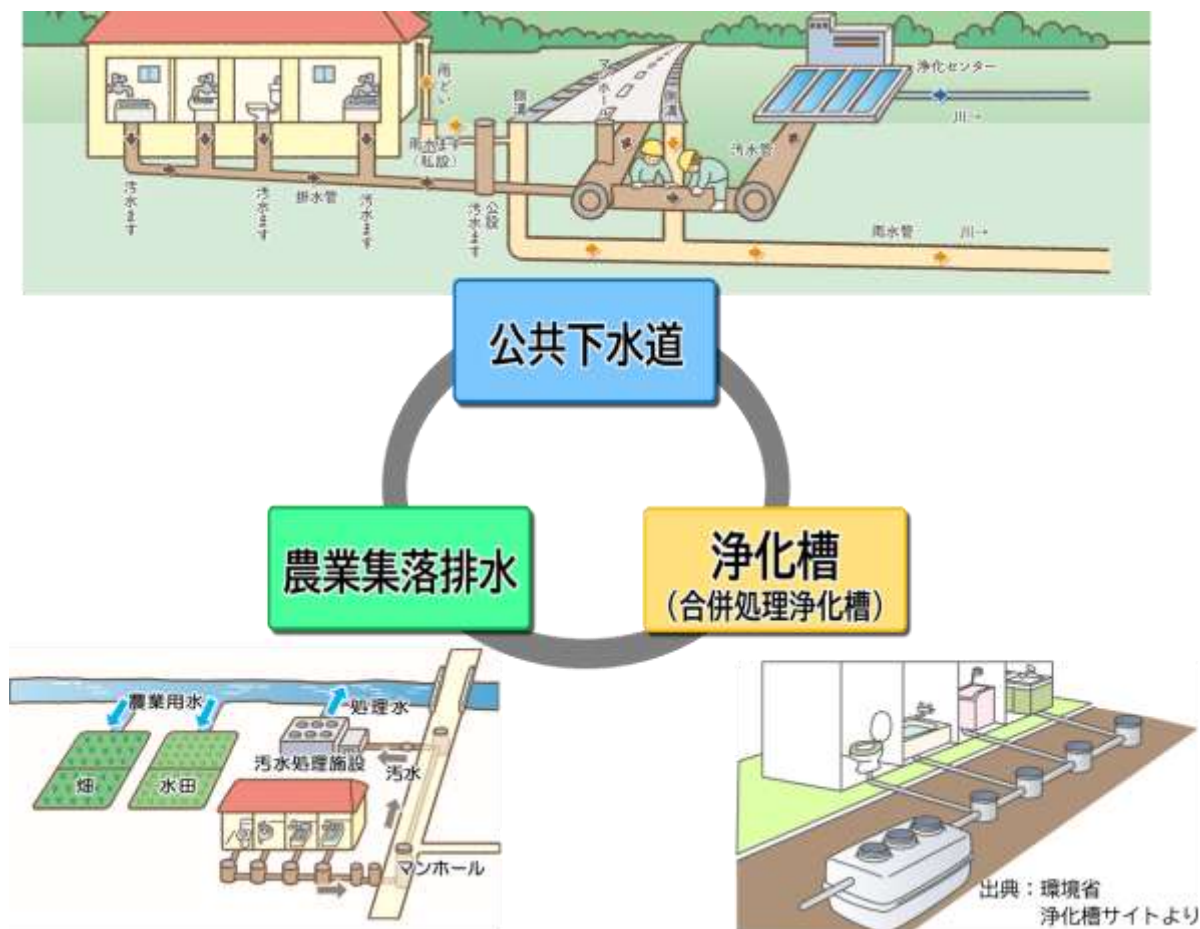 雨どい
マンホール
側溝
側溝
浄化センター
川→
雨水ます
(私設)
汚水管
汚水ます
汚水ます
排水管
汚水ます
公設
汚水ます
雨水管
川→
公共下水道
農業集落排水
浄化槽
(合併処理浄化槽)
農業用水
処理水
汚水処理施設
汚水
畑
水田
マンホール
出典:環境省
浄化槽サイトより